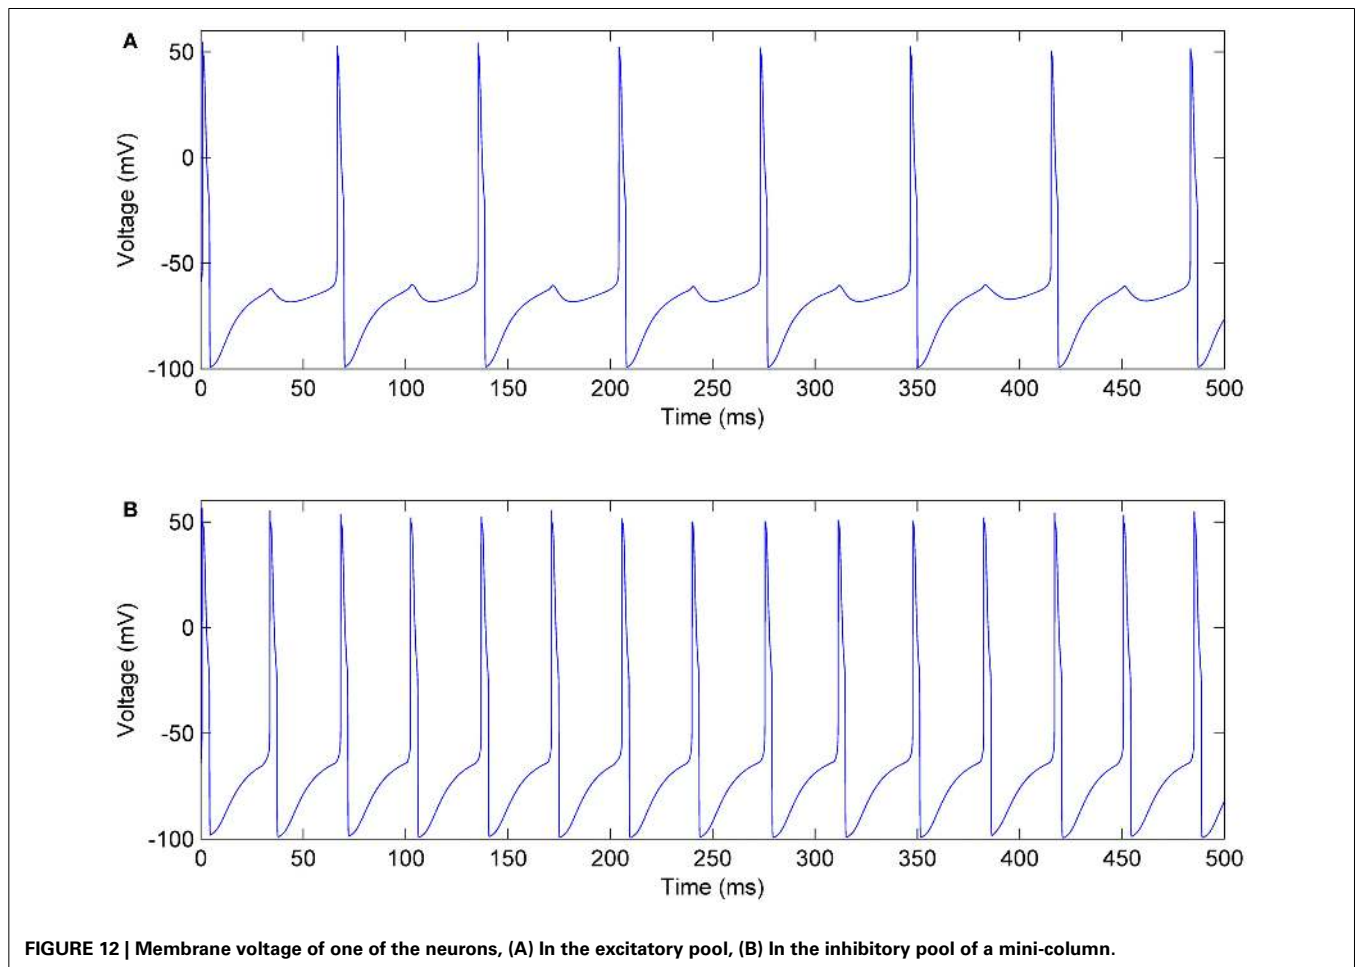 A
50
0
-50
-100
Voltage (mV)
0 50 100 150 200 250 300 350 400 450 500
Time (ms)
B
50
0
-50
-100
Voltage (mV)
0 50 100 150 200 250 300 350 400 450 500
Time (ms)
FIGURE 12 | Membrane voltage of one of the neurons, (A) In the excitatory pool, (B) In the inhibitory pool of a mini-column.